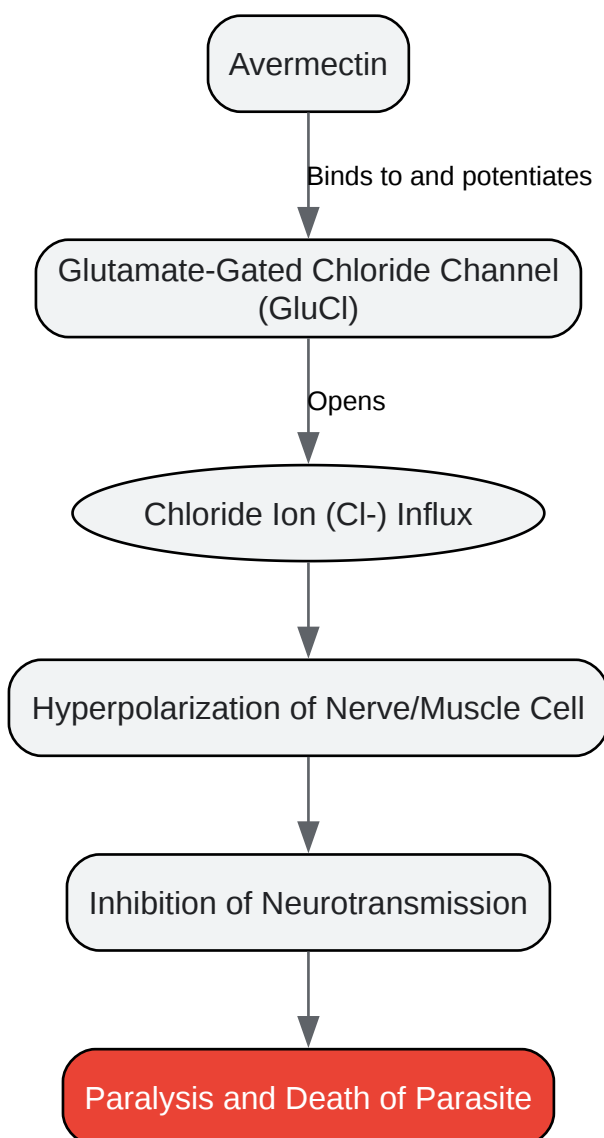 Avermectin
Binds to and potentiates
Glutamate-Gated Chloride Channel
(GluCl)
Opens
Chloride Ion (Cl-) Influx
Hyperpolarization of Nerve/Muscle Cell
Inhibition of Neurotransmission
Paralysis and Death of Parasite